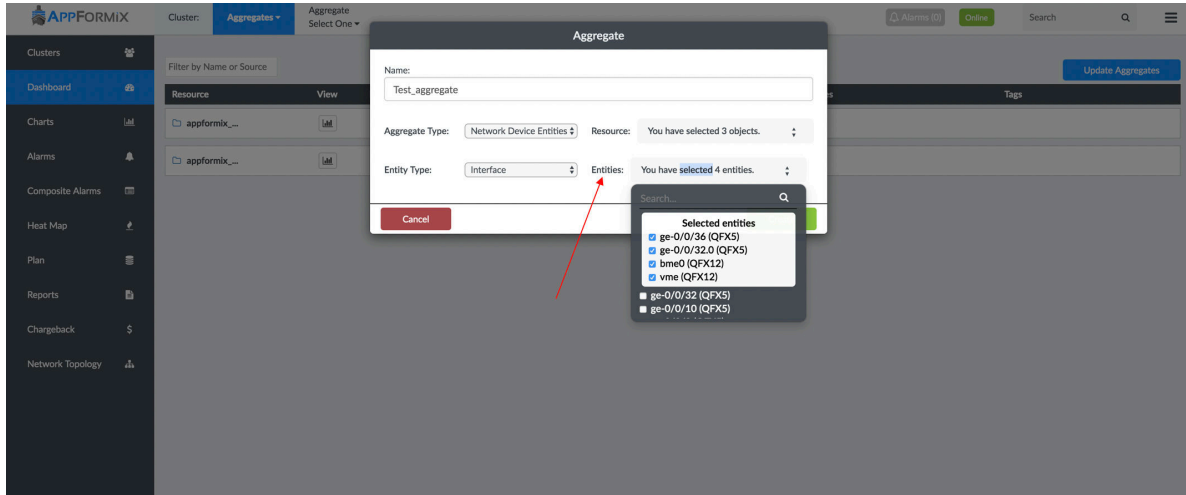 APPFORMIX
Cluster:
Aggregates
Aggregate
Select One
Alarms (0)
Online
Search
Clusters
Dashboard
Charts
Alarms
Composite Alarms
Heat Map
Plan
Reports
Chargeback
Network Topology
Filter by Name or Source
Update Aggregates
Resource
View
Tags
appformix_...
appformix_...
Aggregate
Name:
Test_aggregate
Aggregate Type:
Network Device Entities
Resource:
You have selected 3 objects.
Entity Type:
Interface
Entities:
You have selected 4 entities.
Cancel
Search...
Selected entities
ge-0/0/36 (QFX5)
ge-0/0/32.0 (QFX5)
bme0 (QFX12)
vme (QFX12)
ge-0/0/32 (QFX5)
ge-0/0/10 (QFX5)